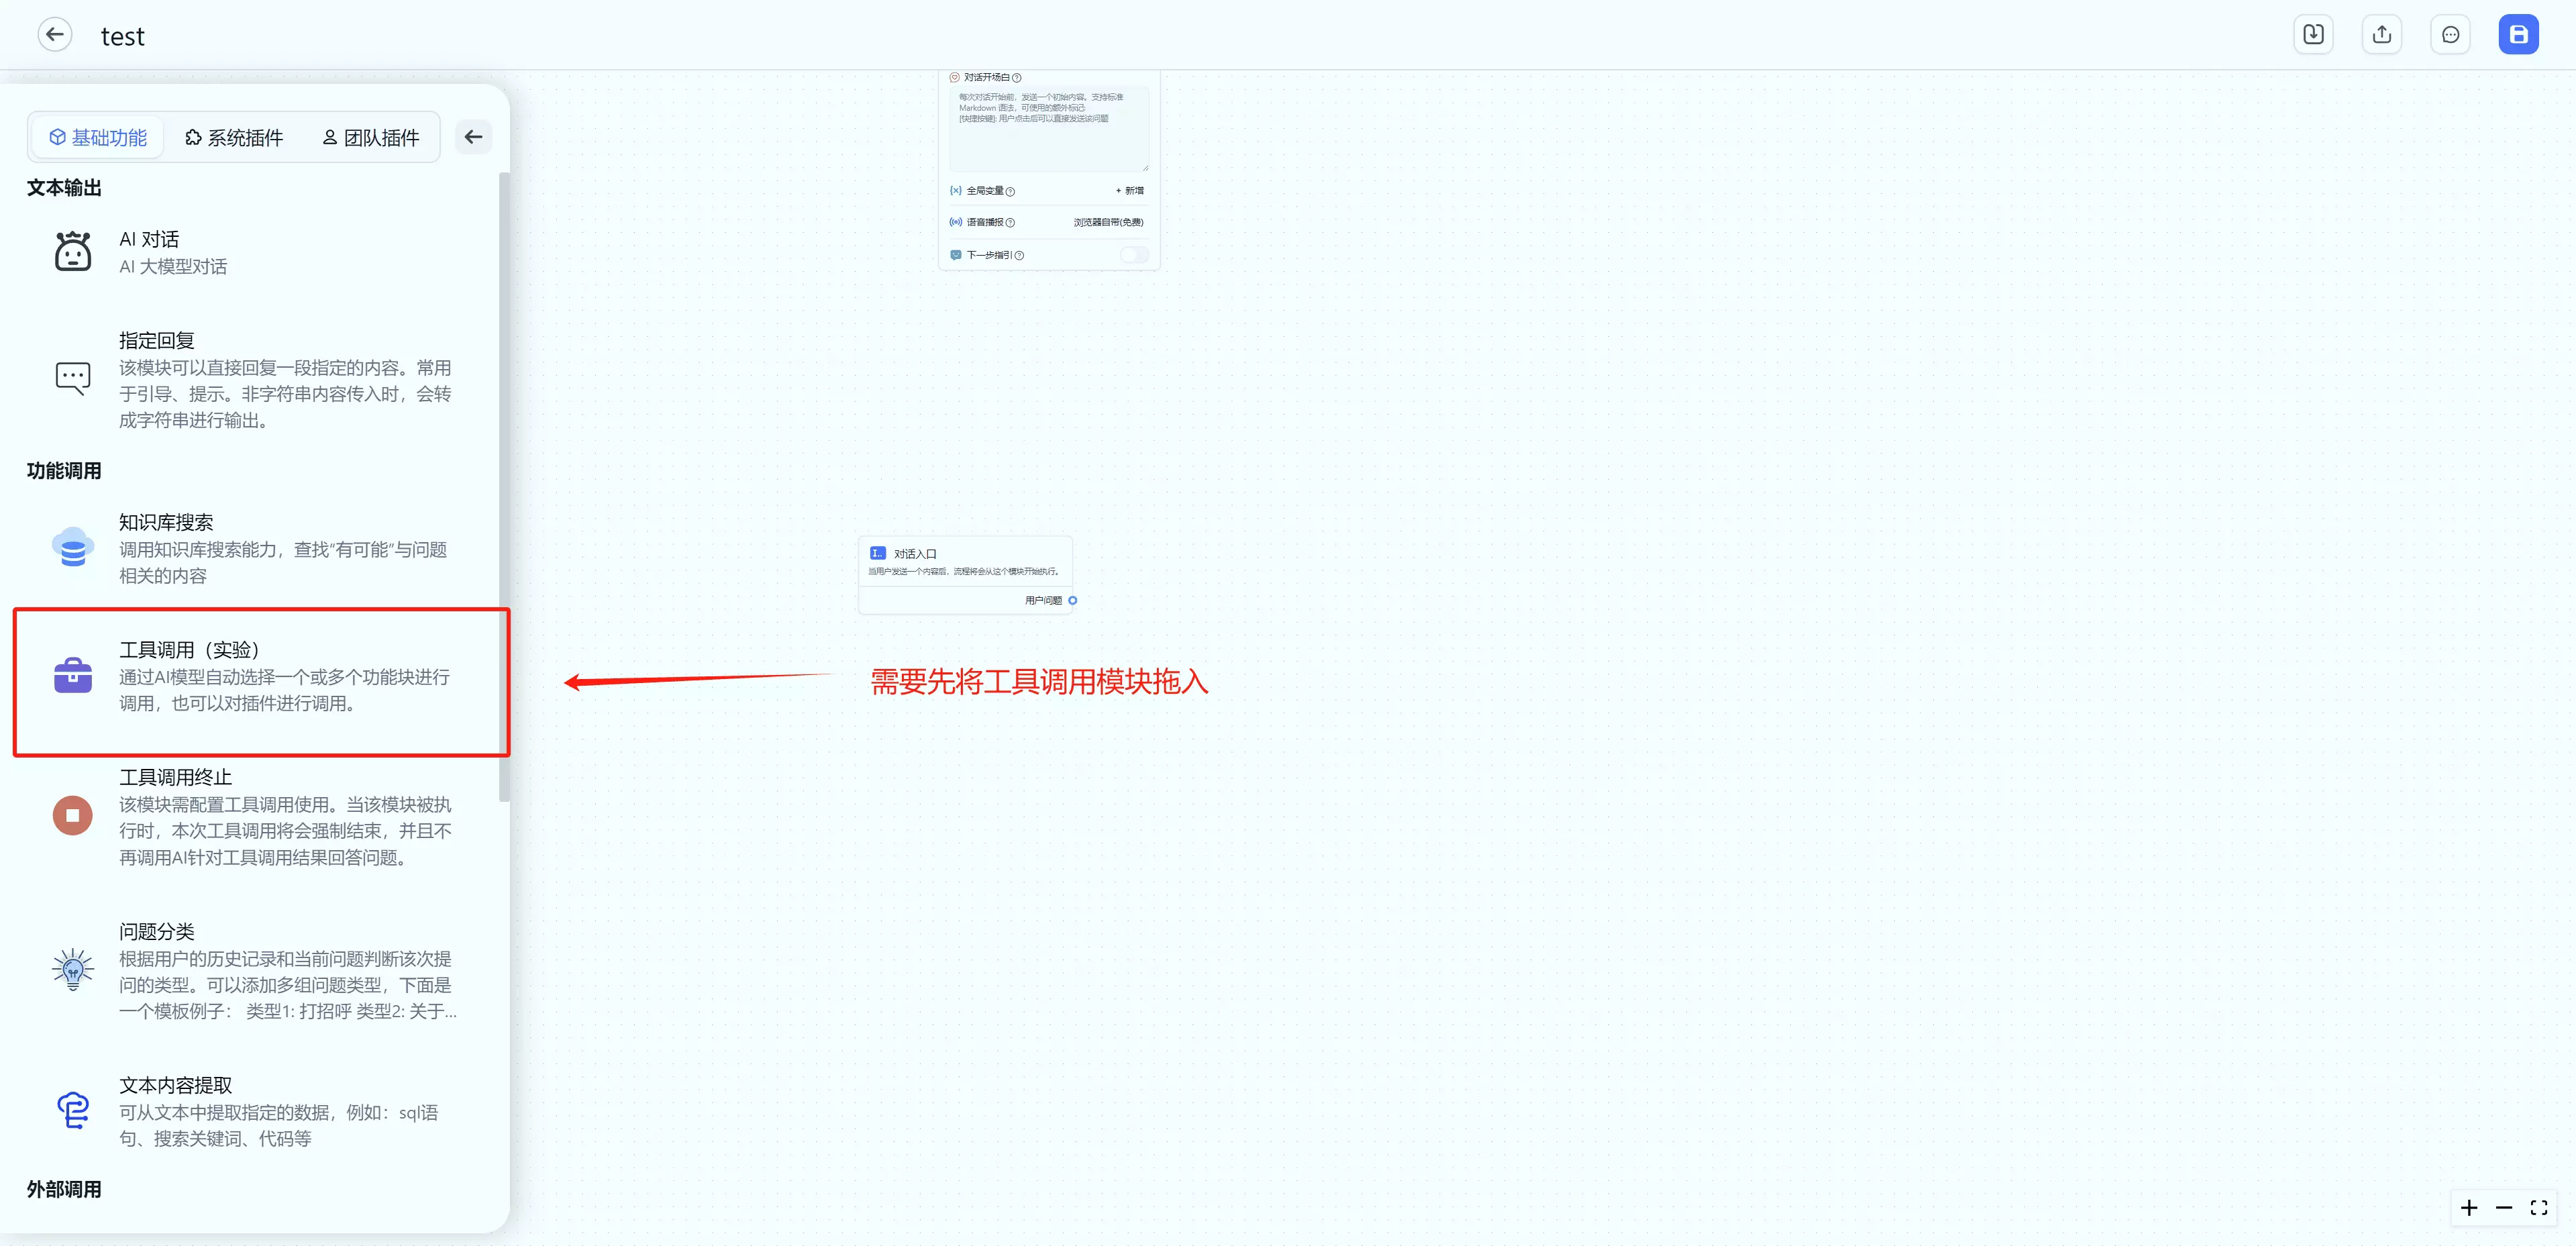 test
基础功能
系统插件
团队插件
文本输出
AI 对话
AI 大模型对话
指定回复
该模块可以直接回复一段指定的内容。常用
于引导、提示。非字符串内容传入时，会转
成字符串进行输出。
功能调用
知识库搜索
调用知识库搜索能力，查找“有可能”与问题
相关的内容
工具调用（实验）
通过AI模型自动选择一个或多个功能块进行
调用，也可以对插件进行调用。
工具调用终止
该模块需配置工具调用使用。当该模块被执
行时，本次工具调用将会强制结束，并且不
再调用AI针对工具调用结果回答问题。
问题分类
根据用户的历史记录和当前问题判断该次提
问的类型。可以添加多组问题类型，下面是
一个模板例子： 类型1: 打招呼 类型2: 关于...
文本内容提取
可从文本中提取指定的数据，例如：sql语
句、搜索关键词、代码等
外部调用
对话开场白
每次对话开始前，发送一个初始内容。支持标准
Markdown 语法，可使用的额外标记:
[快捷按键]: 用户点击后可以直接发送该问题
全局变量
+ 新增
语音播报
浏览器自带(免费)
下一步指引
对话入口
当用户发送一个内容后，流程将会从这个模块开始执行。
用户问题
需要先将工具调用模块拖入